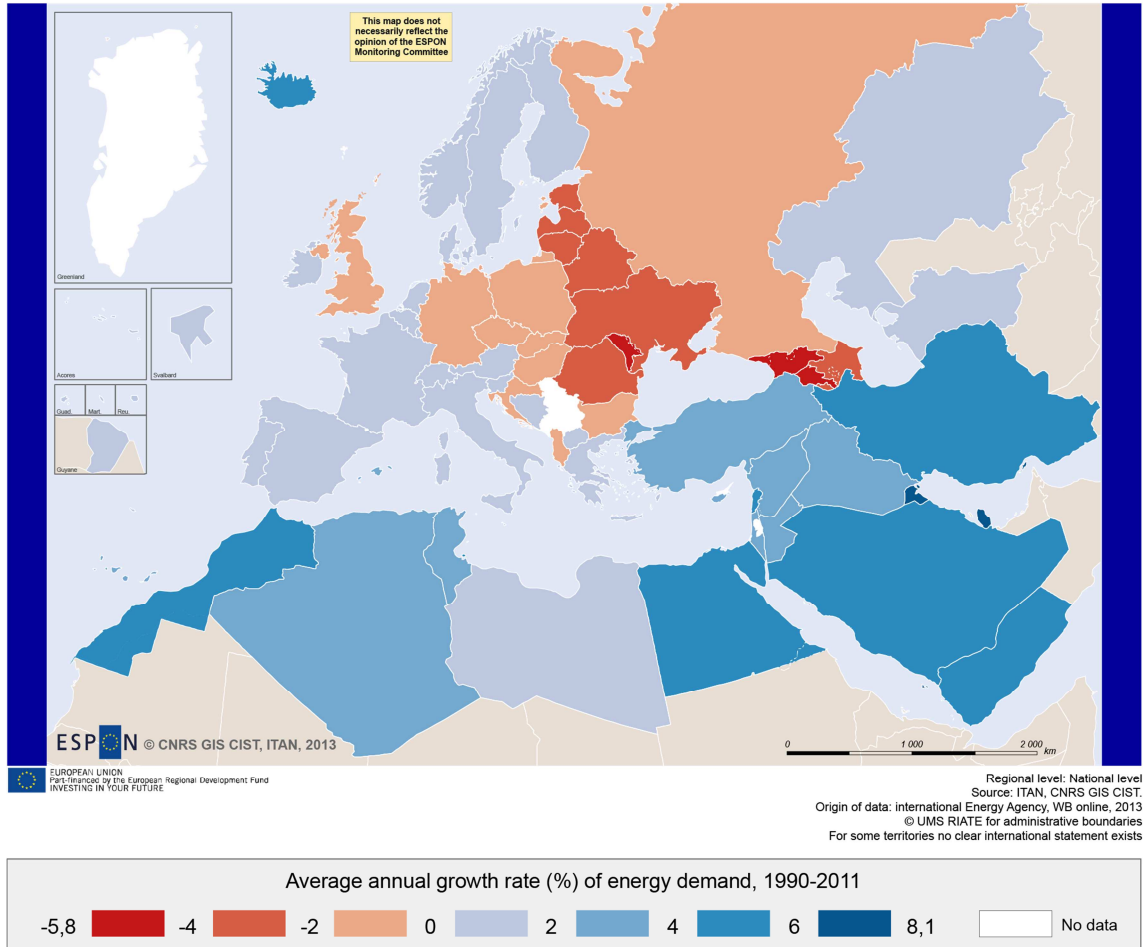 This map does not
necessarily reflect the
opinion of the ESPON
Monitoring Committee
Greenland
Acores
Svalbard
Guad.
Mart.
Reu.
Guyane
ESPON © CNRS GIS CIST, ITAN, 2013
0 1 000 2 000 km
EUROPEAN UNION
Part-financed by the European Regional Development Fund
INVESTING IN YOUR FUTURE
Regional level: National level
Source: ITAN, CNRS GIS CIST.
Origin of data: international Energy Agency, WB online, 2013
© UMS RIATE for administrative boundaries
For some territories no clear international statement exists
Average annual growth rate (%) of energy demand, 1990-2011
-5,8 -4 -2 0 2 4 6 8,1 No data